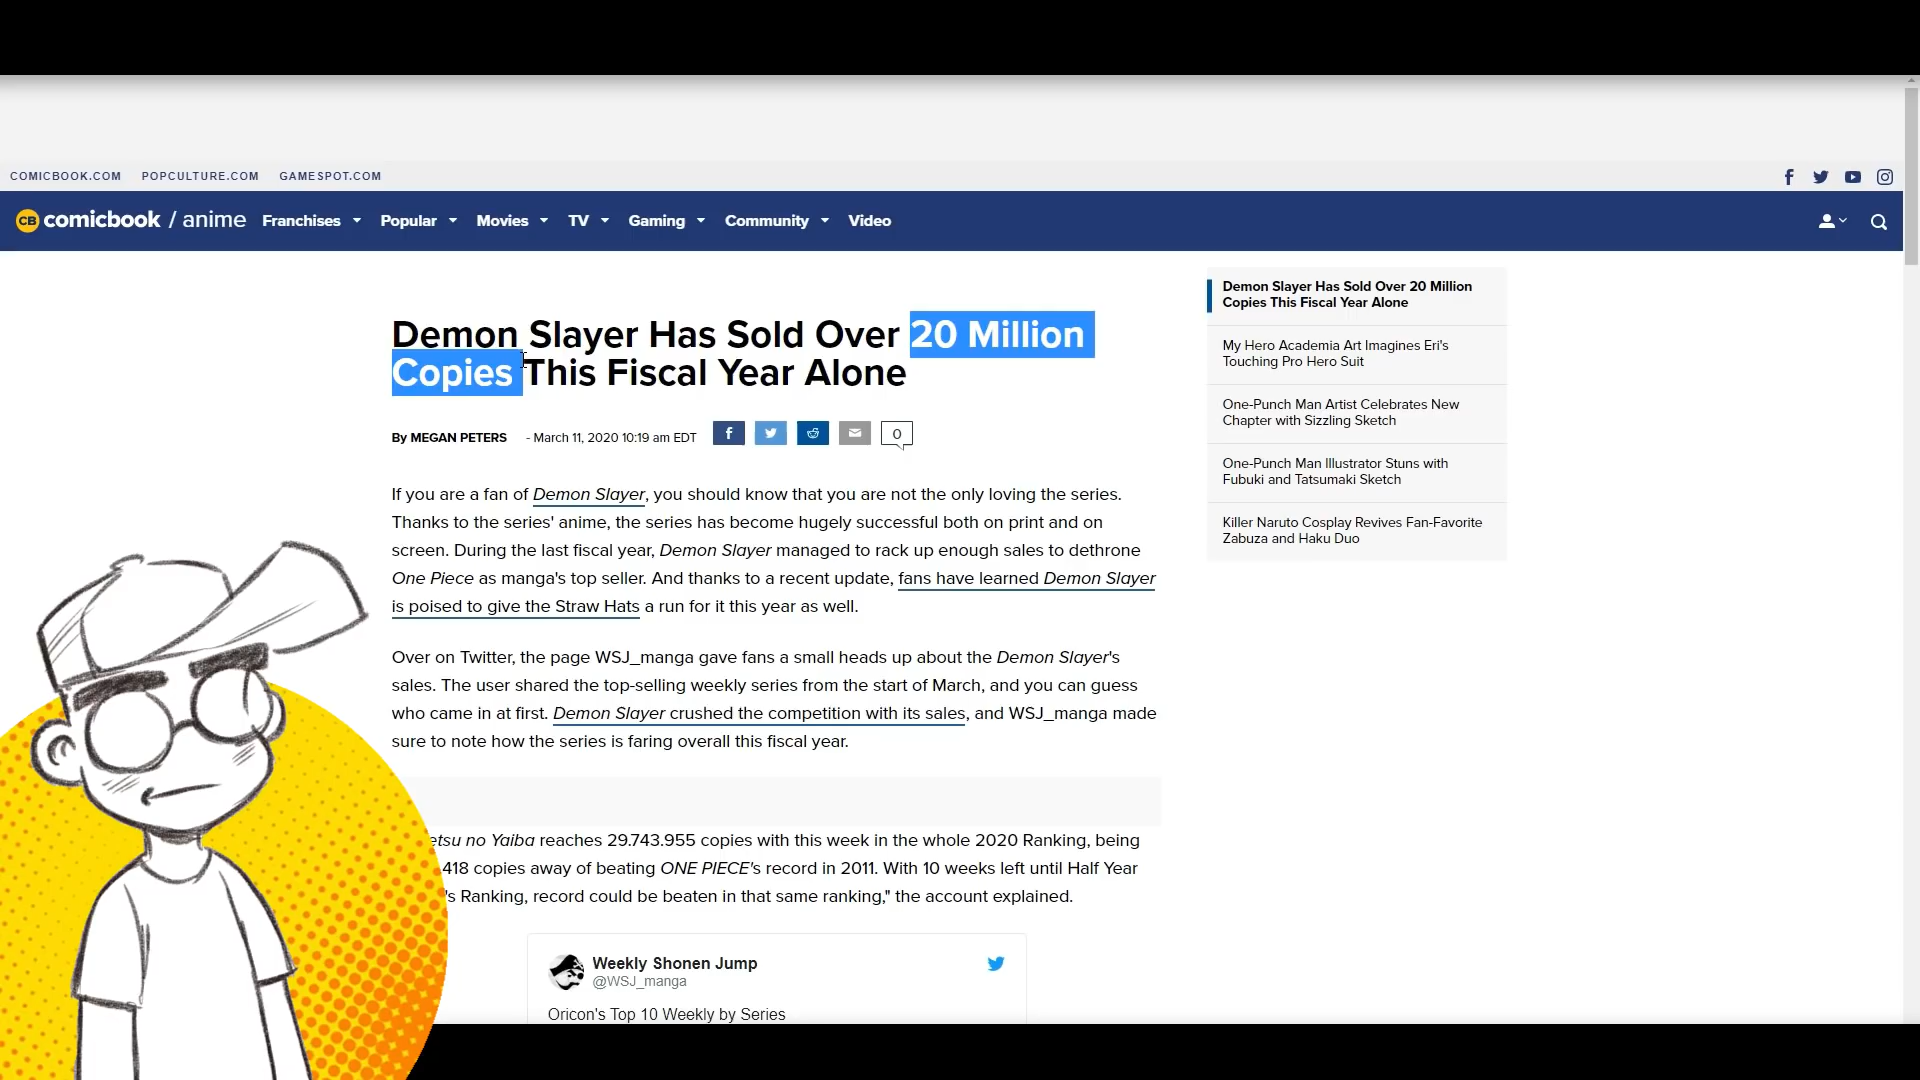 COMICBOOK.COM POPCULTURE.COM GAMESPOT.COM
CB comicbook / anime Franchises Popular Movies TV Gaming Community Video
Demon Slayer Has Sold Over 20 Million
Copies This Fiscal Year Alone
By MEGAN PETERS - March 11, 2020 10:19 am EDT 0
If you are a fan of Demon Slayer, you should know that you are not the only loving the series.
Thanks to the series' anime, the series has become hugely successful both on print and on
screen. During the last fiscal year, Demon Slayer managed to rack up enough sales to dethrone
One Piece as manga's top seller. And thanks to a recent update, fans have learned Demon Slayer
is poised to give the Straw Hats a run for it this year as well.
Over on Twitter, the page WSJ_manga gave fans a small heads up about the Demon Slayer's
sales. The user shared the top-selling weekly series from the start of March, and you can guess
who came in at first. Demon Slayer crushed the competition with its sales, and WSJ_manga made
sure to note how the series is faring overall this fiscal year.
etsu no Yaiba reaches 29.743.955 copies with this week in the whole 2020 Ranking, being
418 copies away of beating ONE PIECE's record in 2011. With 10 weeks left until Half Year
's Ranking, record could be beaten in that same ranking," the account explained.
Weekly Shonen Jump
@WSJ_manga
Oricon's Top 10 Weekly by Series
Demon Slayer Has Sold Over 20 Million
Copies This Fiscal Year Alone
My Hero Academia Art Imagines Eri's
Touching Pro Hero Suit
One-Punch Man Artist Celebrates New
Chapter with Sizzling Sketch
One-Punch Man Illustrator Stuns with
Fubuki and Tatsumaki Sketch
Killer Naruto Cosplay Revives Fan-Favorite
Zabuza and Haku Duo